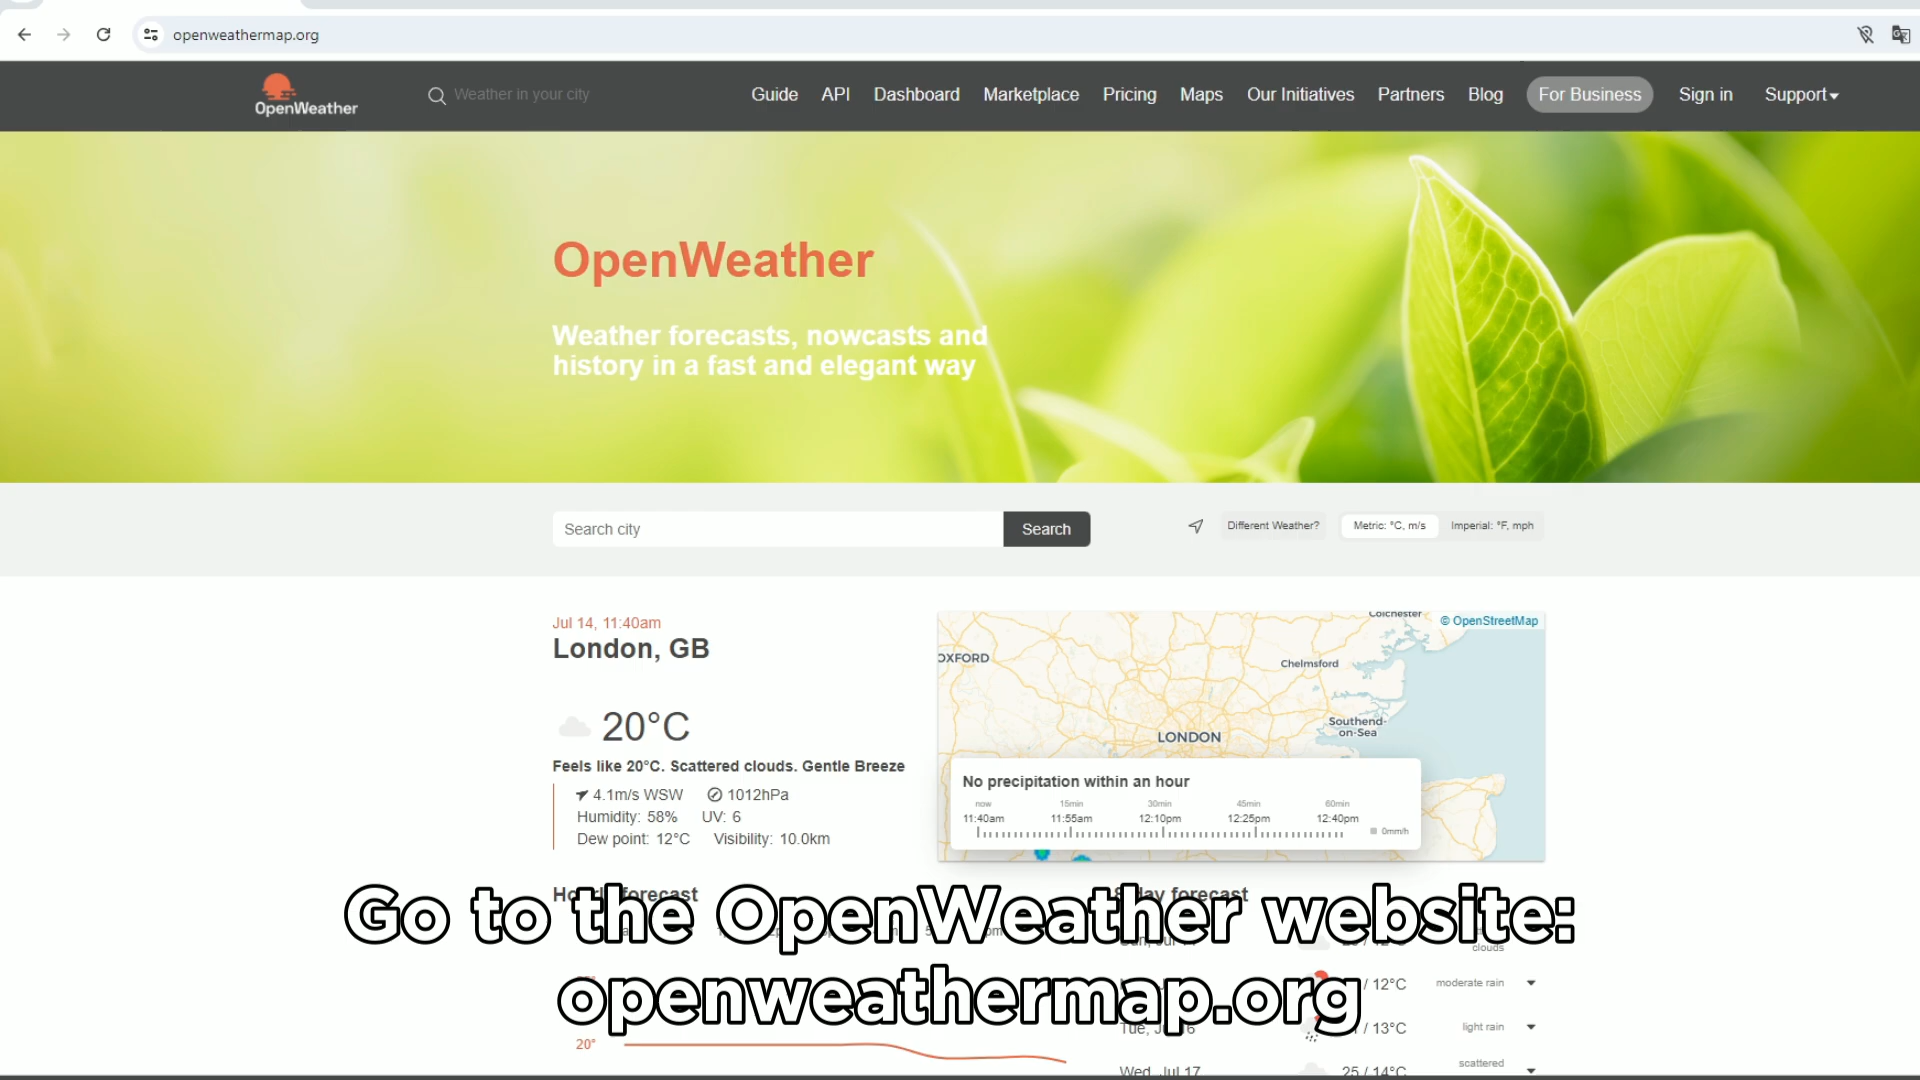 openweathermap.org
OpenWeather
Weather in your city
Guide API Dashboard Marketplace Pricing Maps Our Initiatives Partners Blog For Business Sign in Support
OpenWeather
Weather forecasts, nowcasts and
history in a fast and elegant way
Search city
Search
Different Weather?
Metric: °C, m/s
Imperial: °F, mph
Jul 14, 11:40am
London, GB
20°C
Feels like 20°C. Scattered clouds. Gentle Breeze
4.1m/s WSW 1012hPa
Humidity: 58% UV: 6
Dew point: 12°C Visibility: 10.0km
Colchester
© OpenStreetMap
OXFORD
Chelmsford
Southend-
on-Sea
LONDON
No precipitation within an hour
now 15min 30min 45min 60min
11:40am 11:55am 12:10pm 12:25pm 12:40pm
0mm/h
forecast
forecast
Go to the OpenWeather website:
openweathermap.org
clouds
/ 12°C moderate rain
/ 13°C light rain
20°
scattered
Wed, Jul 17 25 / 14°C